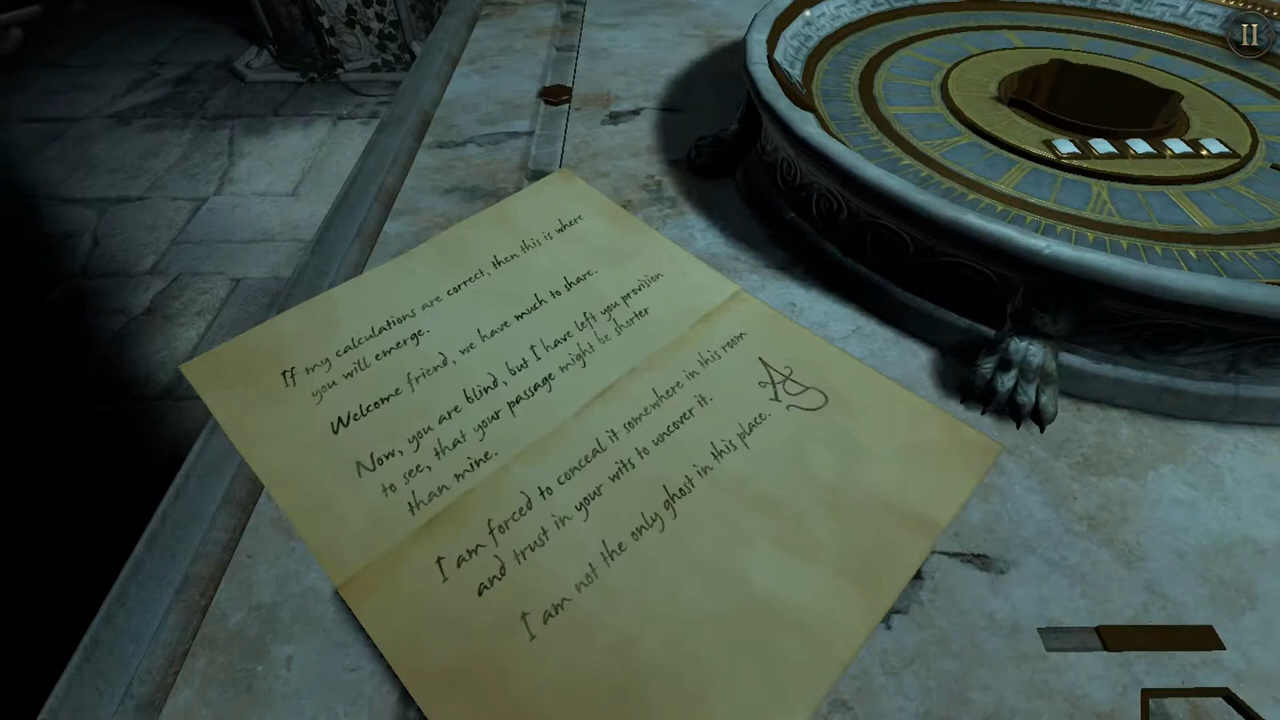 If my calculations are correct, then this is where
you will emerge.
Welcome friend, we have much to share.
Now, you are blind, but I have left you provision
to see, that your passage might be shorter
than mine.
I am forced to conceal it somewhere in this room
and trust in your wits to uncover it.
I am not the only ghost in this place.
AS